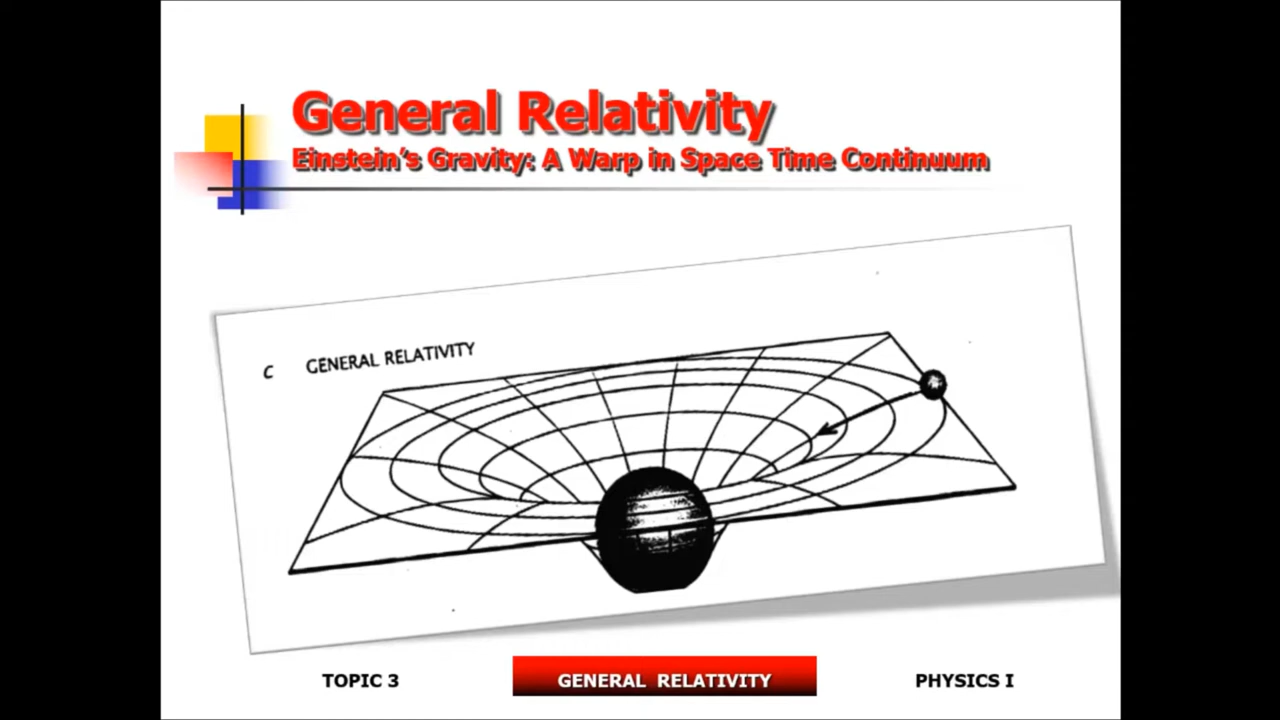 General Relativity
Einstein's Gravity: A Warp in Space Time Continuum
C GENERAL RELATIVITY
TOPIC 3
GENERAL RELATIVITY
PHYSICS I